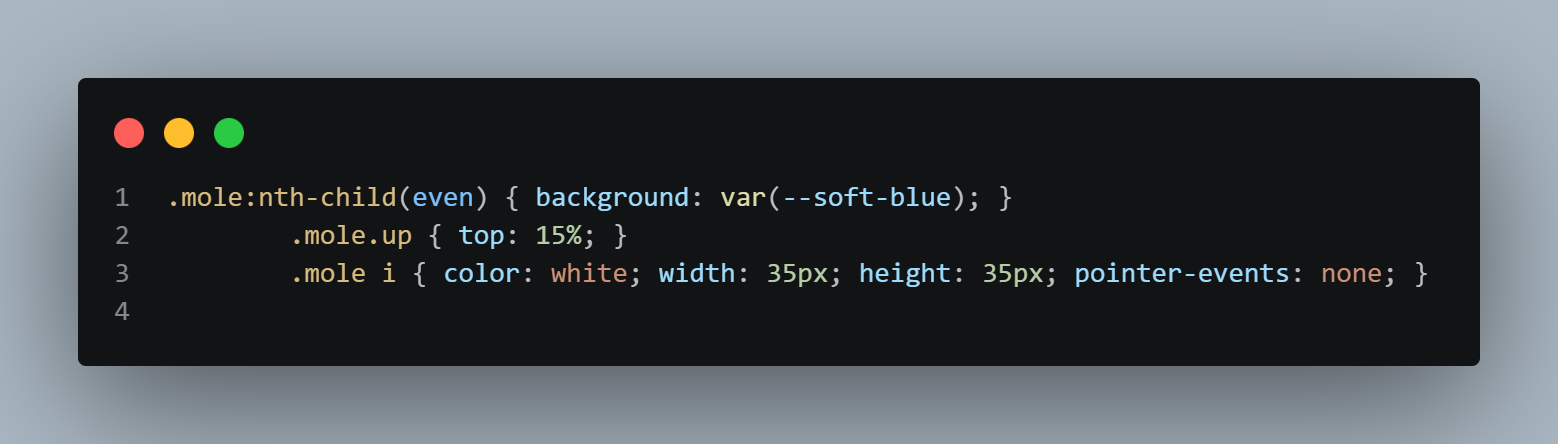 1 .mole:nth-child(even) { background: var(--soft-blue); }
2         .mole.up { top: 15%; }
3         .mole i { color: white; width: 35px; height: 35px; pointer-events: none; }
4